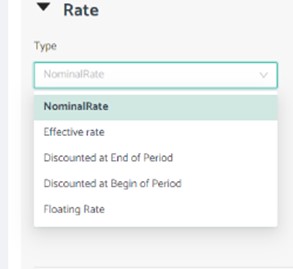 Rate
Type
NominalRate
NominalRate
Effective rate
Discounted at End of Period
Discounted at Begin of Period
Floating Rate